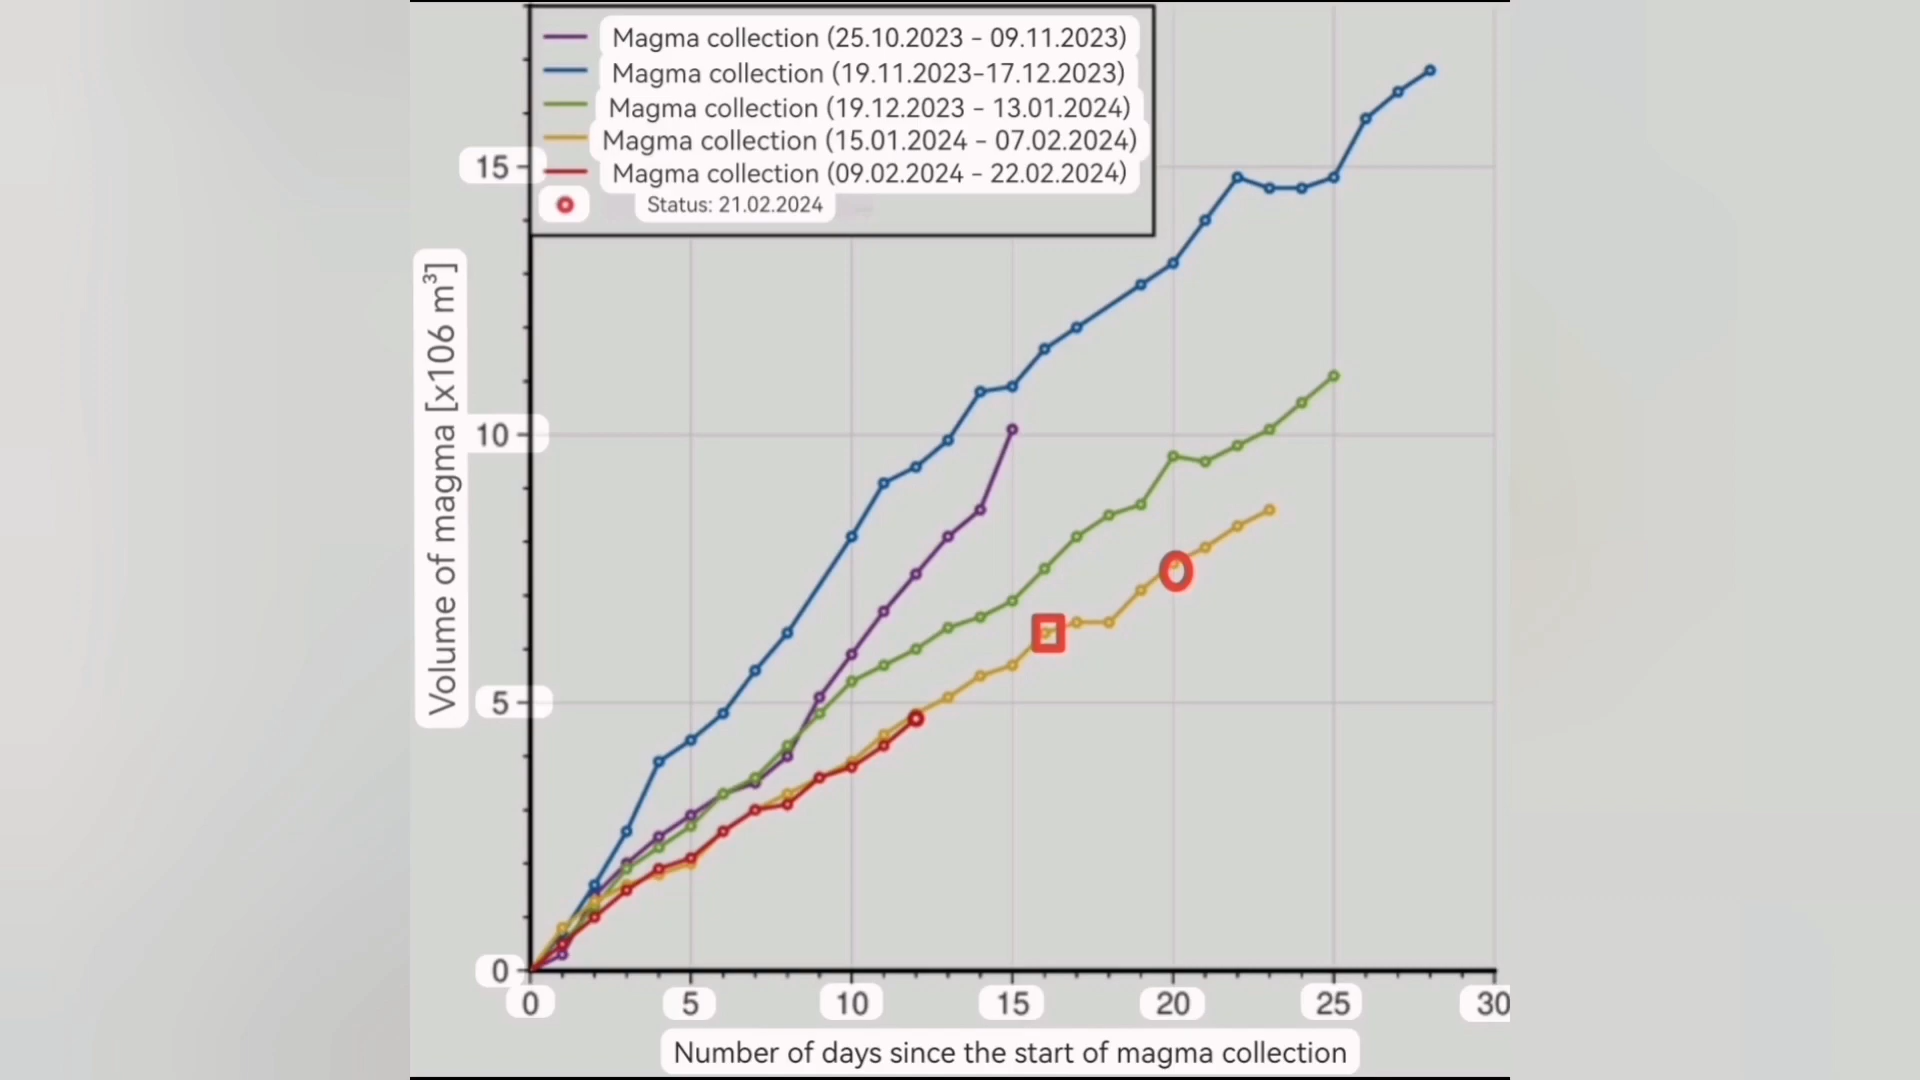 Magma collection (25.10.2023 - 09.11.2023)
Magma collection (19.11.2023-17.12.2023)
Magma collection (19.12.2023 - 13.01.2024)
Magma collection (15.01.2024 - 07.02.2024)
Magma collection (09.02.2024 - 22.02.2024)
Status: 21.02.2024
Volume of magma [x106 m³]
15
10
5
0
0 5 10 15 20 25 30
Number of days since the start of magma collection